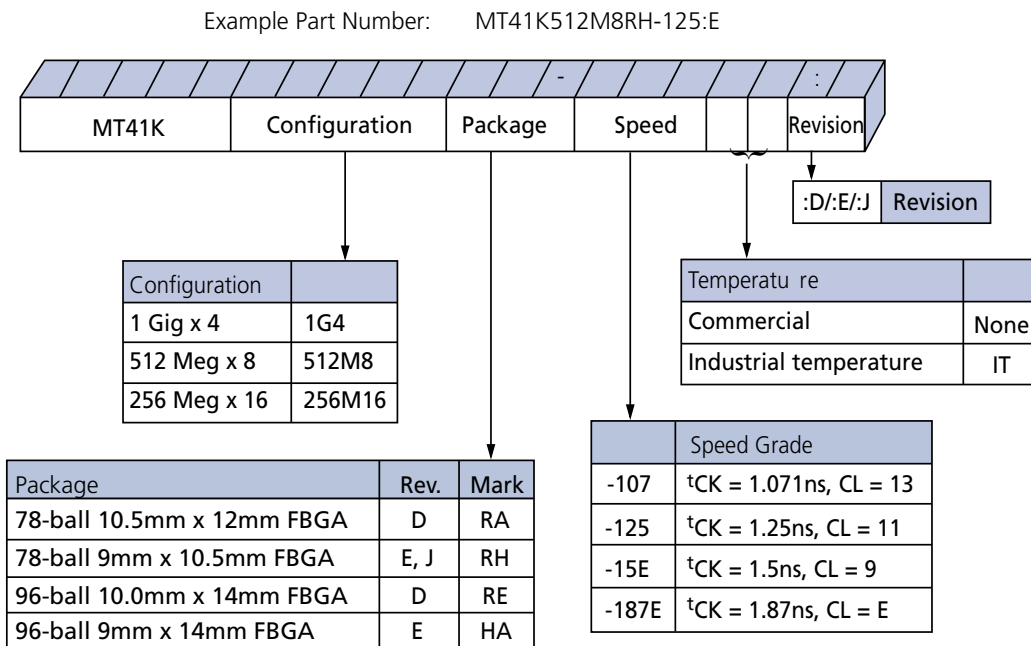 Example Part Number: MT41K512M8RH-125:E
- :
MT41K Configuration Package Speed Revision
:D/:E/:J Revision
Configuration
1 Gig x 4 1G4
512 Meg x 8 512M8
256 Meg x 16 256M16
Temperatu re
Commercial None
Industrial temperature IT
Speed Grade
-107 tCK = 1.071ns, CL = 13
-125 tCK = 1.25ns, CL = 11
-15E tCK = 1.5ns, CL = 9
-187E tCK = 1.87ns, CL = E
Package Rev. Mark
78-ball 10.5mm x 12mm FBGA D RA
78-ball 9mm x 10.5mm FBGA E, J RH
96-ball 10.0mm x 14mm FBGA D RE
96-ball 9mm x 14mm FBGA E HA